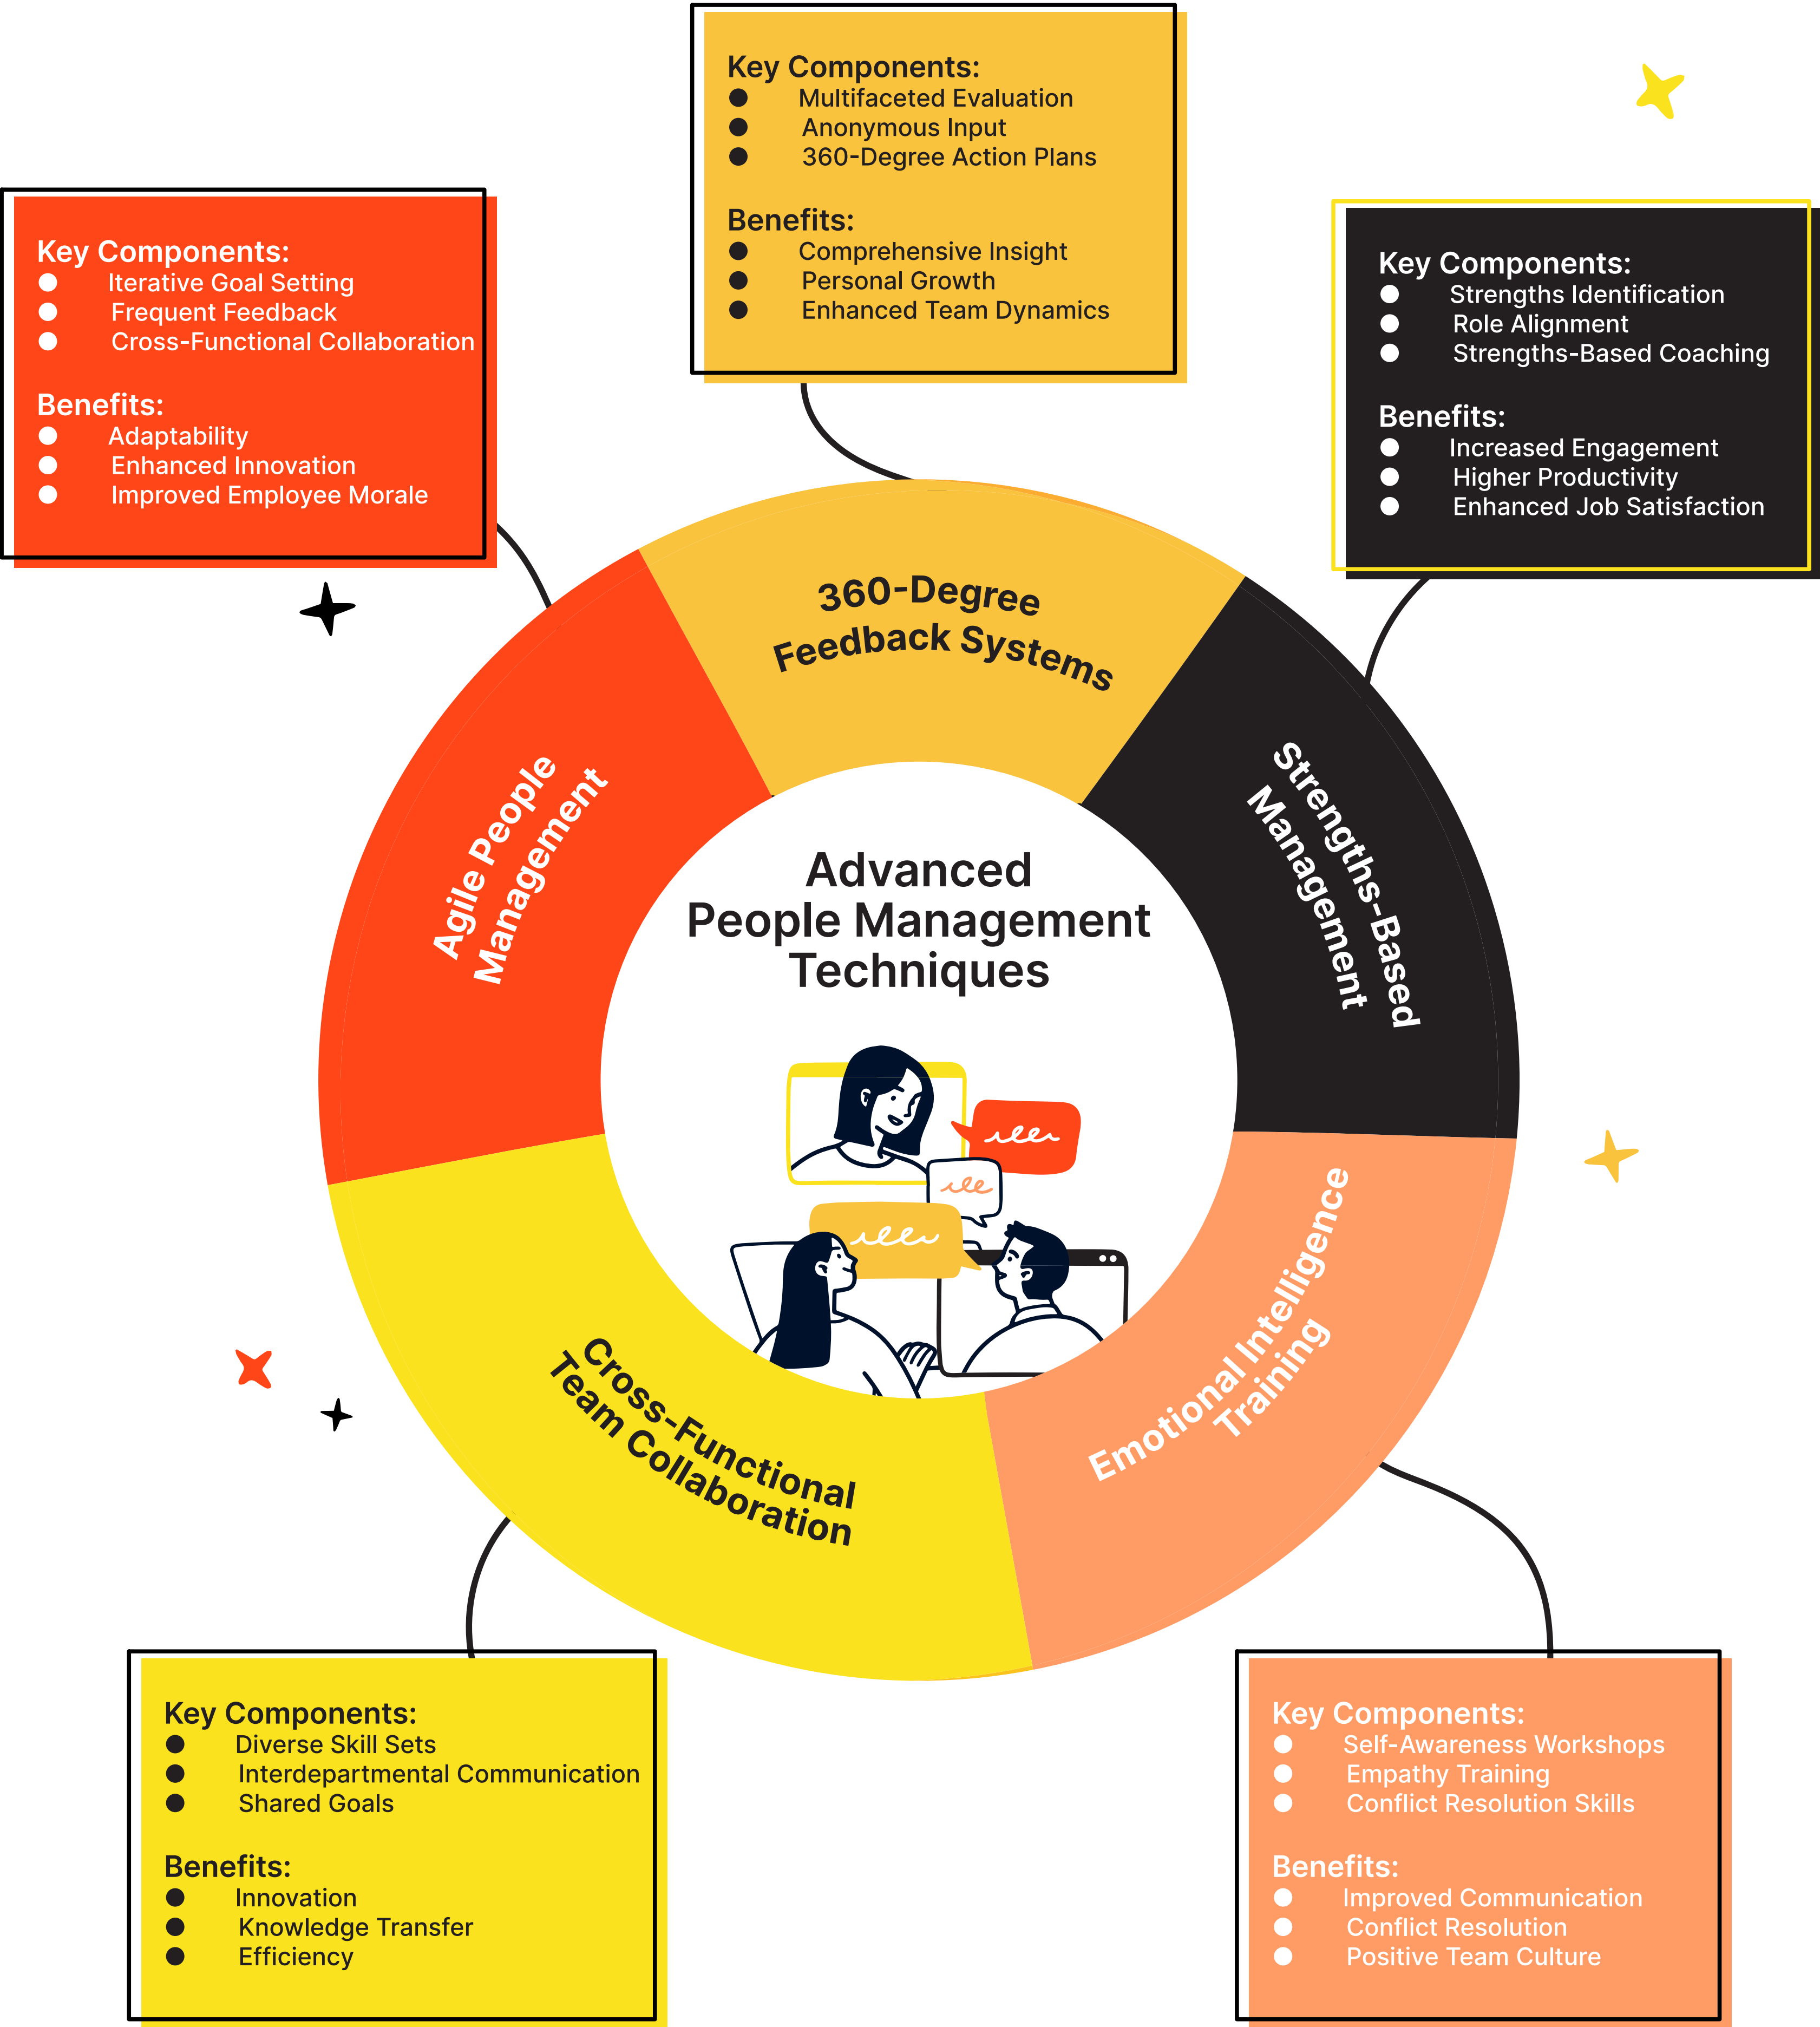 Key Components:
● Multifaceted Evaluation
● Anonymous Input
● 360-Degree Action Plans
Benefits:
● Comprehensive Insight
● Personal Growth
● Enhanced Team Dynamics
Key Components:
● Iterative Goal Setting
● Frequent Feedback
● Cross-Functional Collaboration
Benefits:
● Adaptability
● Enhanced Innovation
● Improved Employee Morale
Key Components:
● Strengths Identification
● Role Alignment
● Strengths-Based Coaching
Benefits:
● Increased Engagement
● Higher Productivity
● Enhanced Job Satisfaction
360-Degree
Feedback Systems
Agile People
Management
Strengths-Based
Management
Advanced
People Management
Techniques
Cross-Functional
Team Collaboration
Emotional Intelligence
Training
Key Components:
● Diverse Skill Sets
● Interdepartmental Communication
● Shared Goals
Benefits:
● Innovation
● Knowledge Transfer
● Efficiency
Key Components:
● Self-Awareness Workshops
● Empathy Training
● Conflict Resolution Skills
Benefits:
● Improved Communication
● Conflict Resolution
● Positive Team Culture